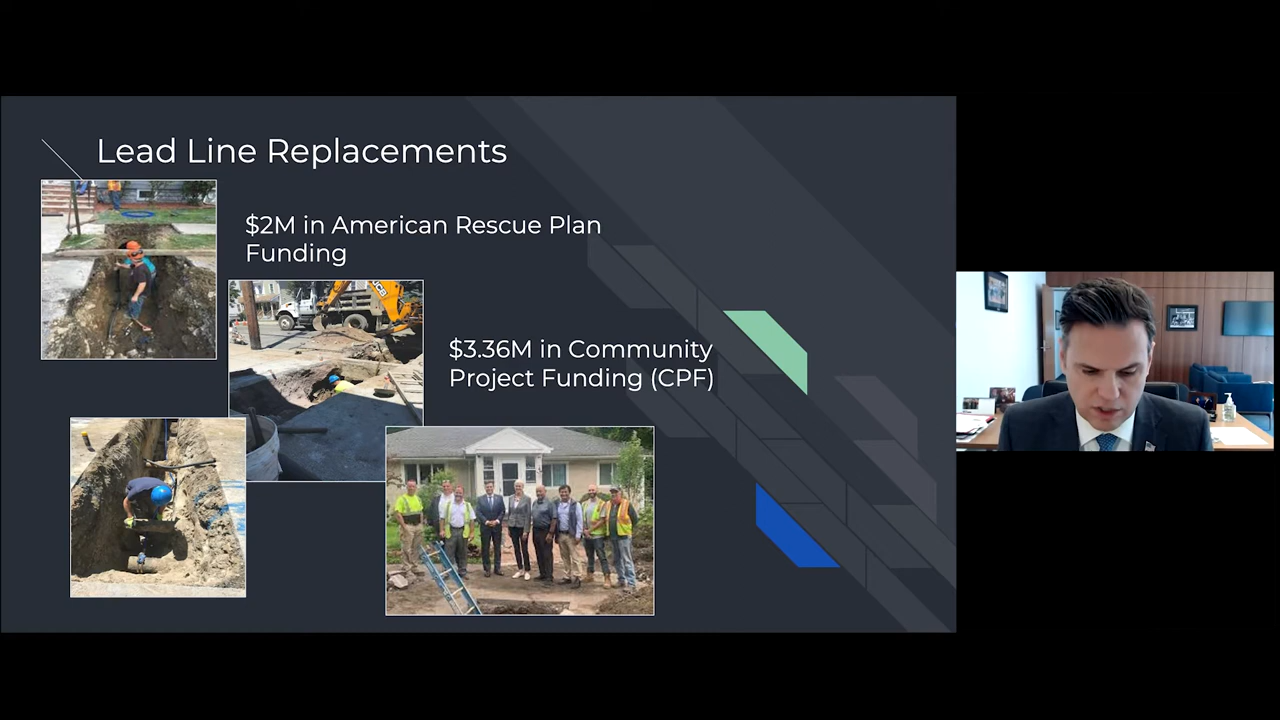 Lead Line Replacements
$2M in American Rescue Plan
Funding
$3.36M in Community
Project Funding (CPF)